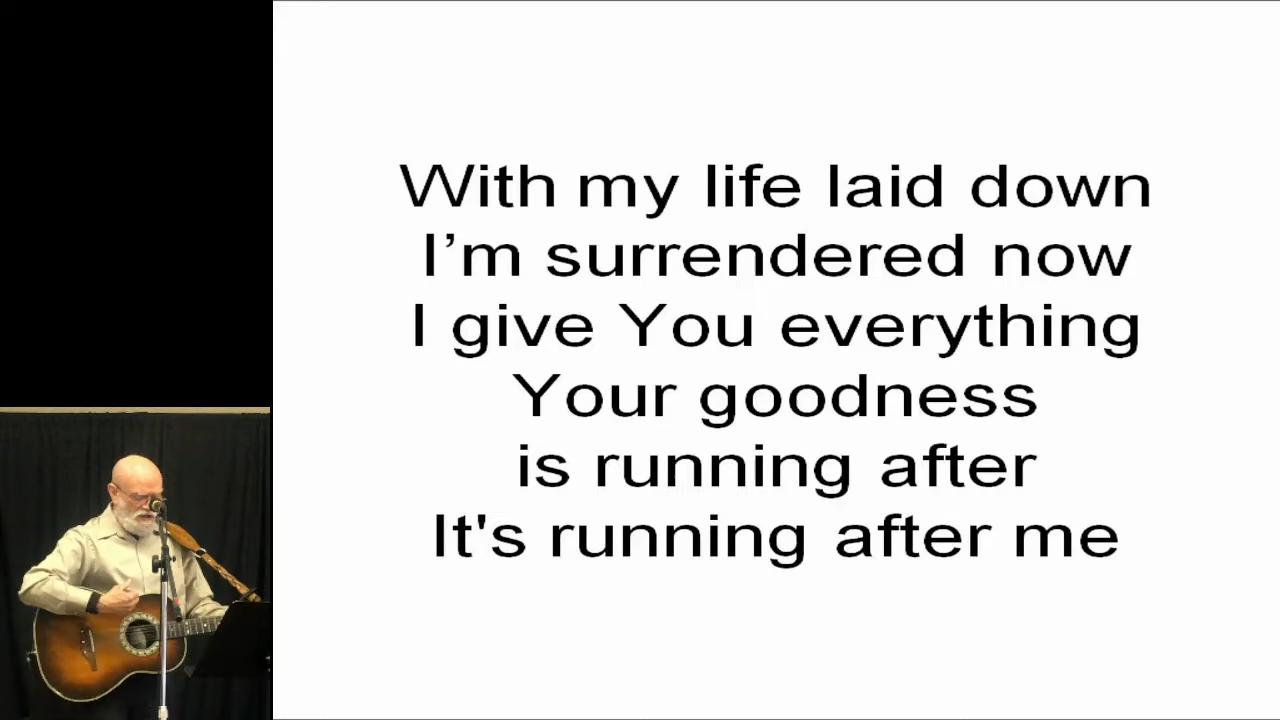 With my life laid down
I’m surrendered now
I give You everything
Your goodness
is running after
It's running after me